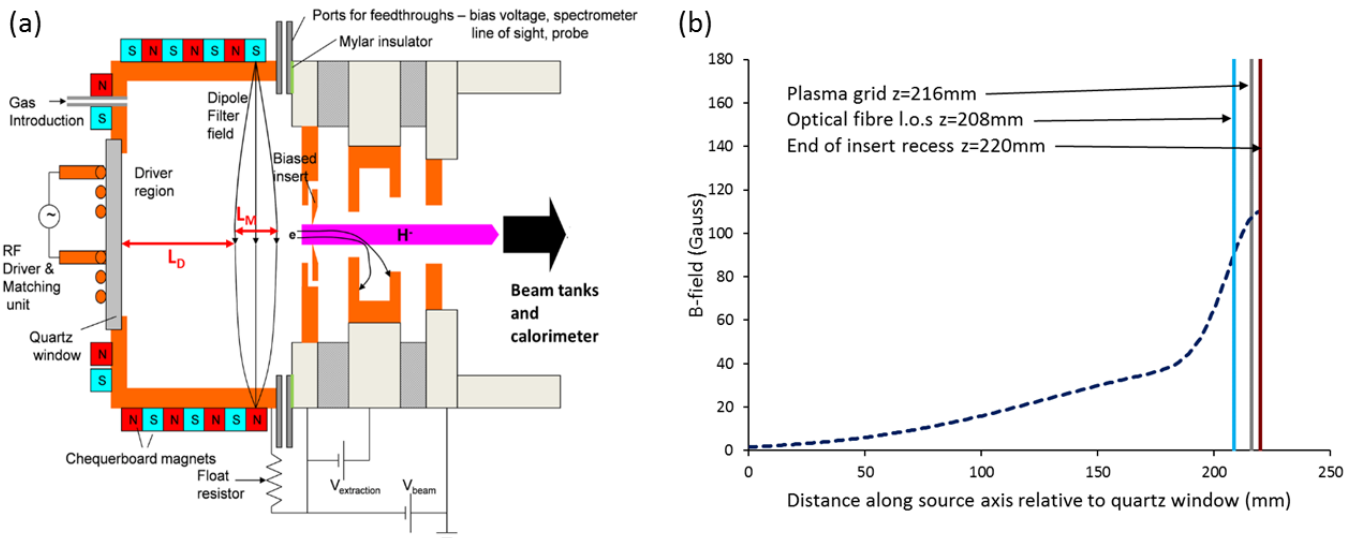 (a)
Ports for feedthroughs – bias voltage, spectrometer
line of sight, probe
Mylar insulator
S N S N S N S
N
Gas
Introduction
S
Dipole
Filter
field
Biased
insert
Driver
region
L_M
~
e
H-
L_D
RF
Driver &
Matching
unit
Beam tanks
and
calorimeter
Quartz
window
N
S
N S N S N S N
Chequerboard magnets
Float
resistor
V_extraction
V_beam
(b)
180
160
140
120
100
80
60
40
20
0
B-field (Gauss)
Plasma grid z=216mm
Optical fibre l.o.s z=208mm
End of insert recess z=220mm
0 50 100 150 200 250
Distance along source axis relative to quartz window (mm)